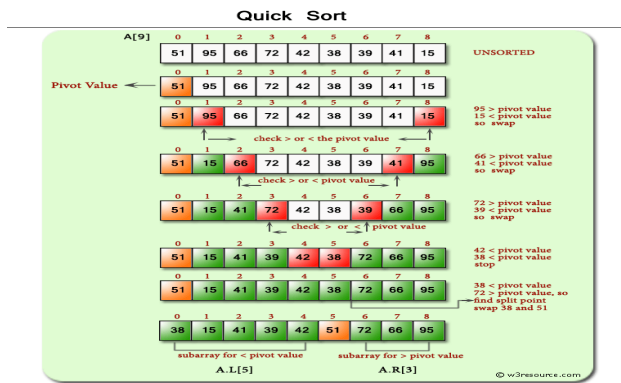 Quick Sort
A[9]
0 1 2 3 4 5 6 7 8
51 95 66 72 42 38 39 41 15
UNSORTED
0 1 2 3 4 5 6 7 8
Pivot Value
51 95 66 72 42 38 39 41 15
0 1 2 3 4 5 6 7 8
51 95 66 72 42 38 39 41 15
95 > pivot value
15 < pivot value
so swap
check > or < the pivot value
0 1 2 3 4 5 6 7 8
51 15 66 72 42 38 39 41 95
66 > pivot value
41 < pivot value
so swap
check > or < pivot value
0 1 2 3 4 5 6 7 8
51 15 41 72 42 38 39 66 95
72 > pivot value
39 < pivot value
so swap
check > or < pivot value
0 1 2 3 4 5 6 7 8
51 15 41 39 42 38 72 66 95
42 < pivot value
38 < pivot value
stop
0 1 2 3 4 5 6 7 8
51 15 41 39 42 38 72 66 95
38 < pivot value
72 > pivot value, so
find split point
swap 38 and 51
0 1 2 3 4 5 6 7 8
38 15 41 39 42 51 72 66 95
subarray for < pivot value
subarray for > pivot value
A.L[5]
A.R[3]
© w3resource.com